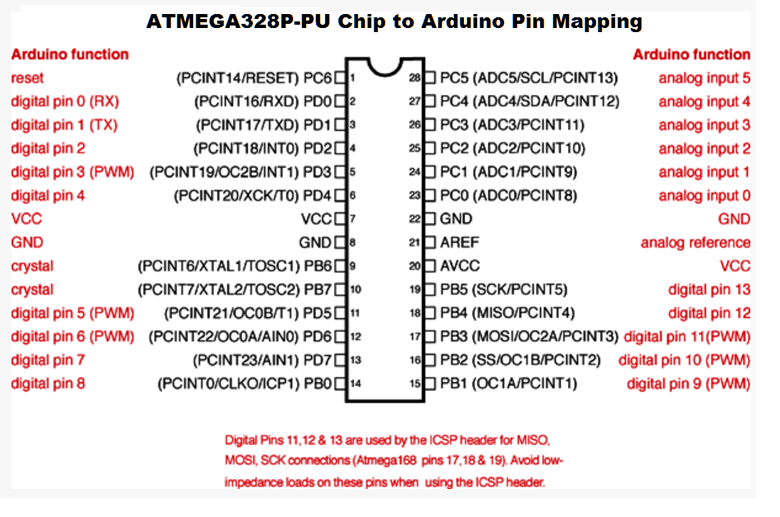 ATMEGA328P-PU Chip to Arduino Pin Mapping
Arduino function Arduino function
reset (PCINT14/RESET) PC6 1 28 PC5 (ADC5/SCL/PCINT13) analog input 5
digital pin 0 (RX) (PCINT16/RXD) PD0 2 27 PC4 (ADC4/SDA/PCINT12) analog input 4
digital pin 1 (TX) (PCINT17/TXD) PD1 3 26 PC3 (ADC3/PCINT11) analog input 3
digital pin 2 (PCINT18/INT0) PD2 4 25 PC2 (ADC2/PCINT10) analog input 2
digital pin 3 (PWM) (PCINT19/OC2B/INT1) PD3 5 24 PC1 (ADC1/PCINT9) analog input 1
digital pin 4 (PCINT20/XCK/T0) PD4 6 23 PC0 (ADC0/PCINT8) analog input 0
VCC VCC 7 22 GND GND
GND GND 8 21 AREF analog reference
crystal (PCINT6/XTAL1/TOSC1) PB6 9 20 AVCC VCC
crystal (PCINT7/XTAL2/TOSC2) PB7 10 19 PB5 (SCK/PCINT5) digital pin 13
digital pin 5 (PWM) (PCINT21/OC0B/T1) PD5 11 18 PB4 (MISO/PCINT4) digital pin 12
digital pin 6 (PWM) (PCINT22/OC0A/AIN0) PD6 12 17 PB3 (MOSI/OC2A/PCINT3) digital pin 11(PWM)
digital pin 7 (PCINT23/AIN1) PD7 13 16 PB2 (SS/OC1B/PCINT2) digital pin 10 (PWM)
digital pin 8 (PCINT0/CLKO/ICP1) PB0 14 15 PB1 (OC1A/PCINT1) digital pin 9 (PWM)
Digital Pins 11,12 & 13 are used by the ICSP header for MISO,
MOSI, SCK connections (Atmega168 pins 17,18 & 19). Avoid low-
impedance loads on these pins when using the ICSP header.